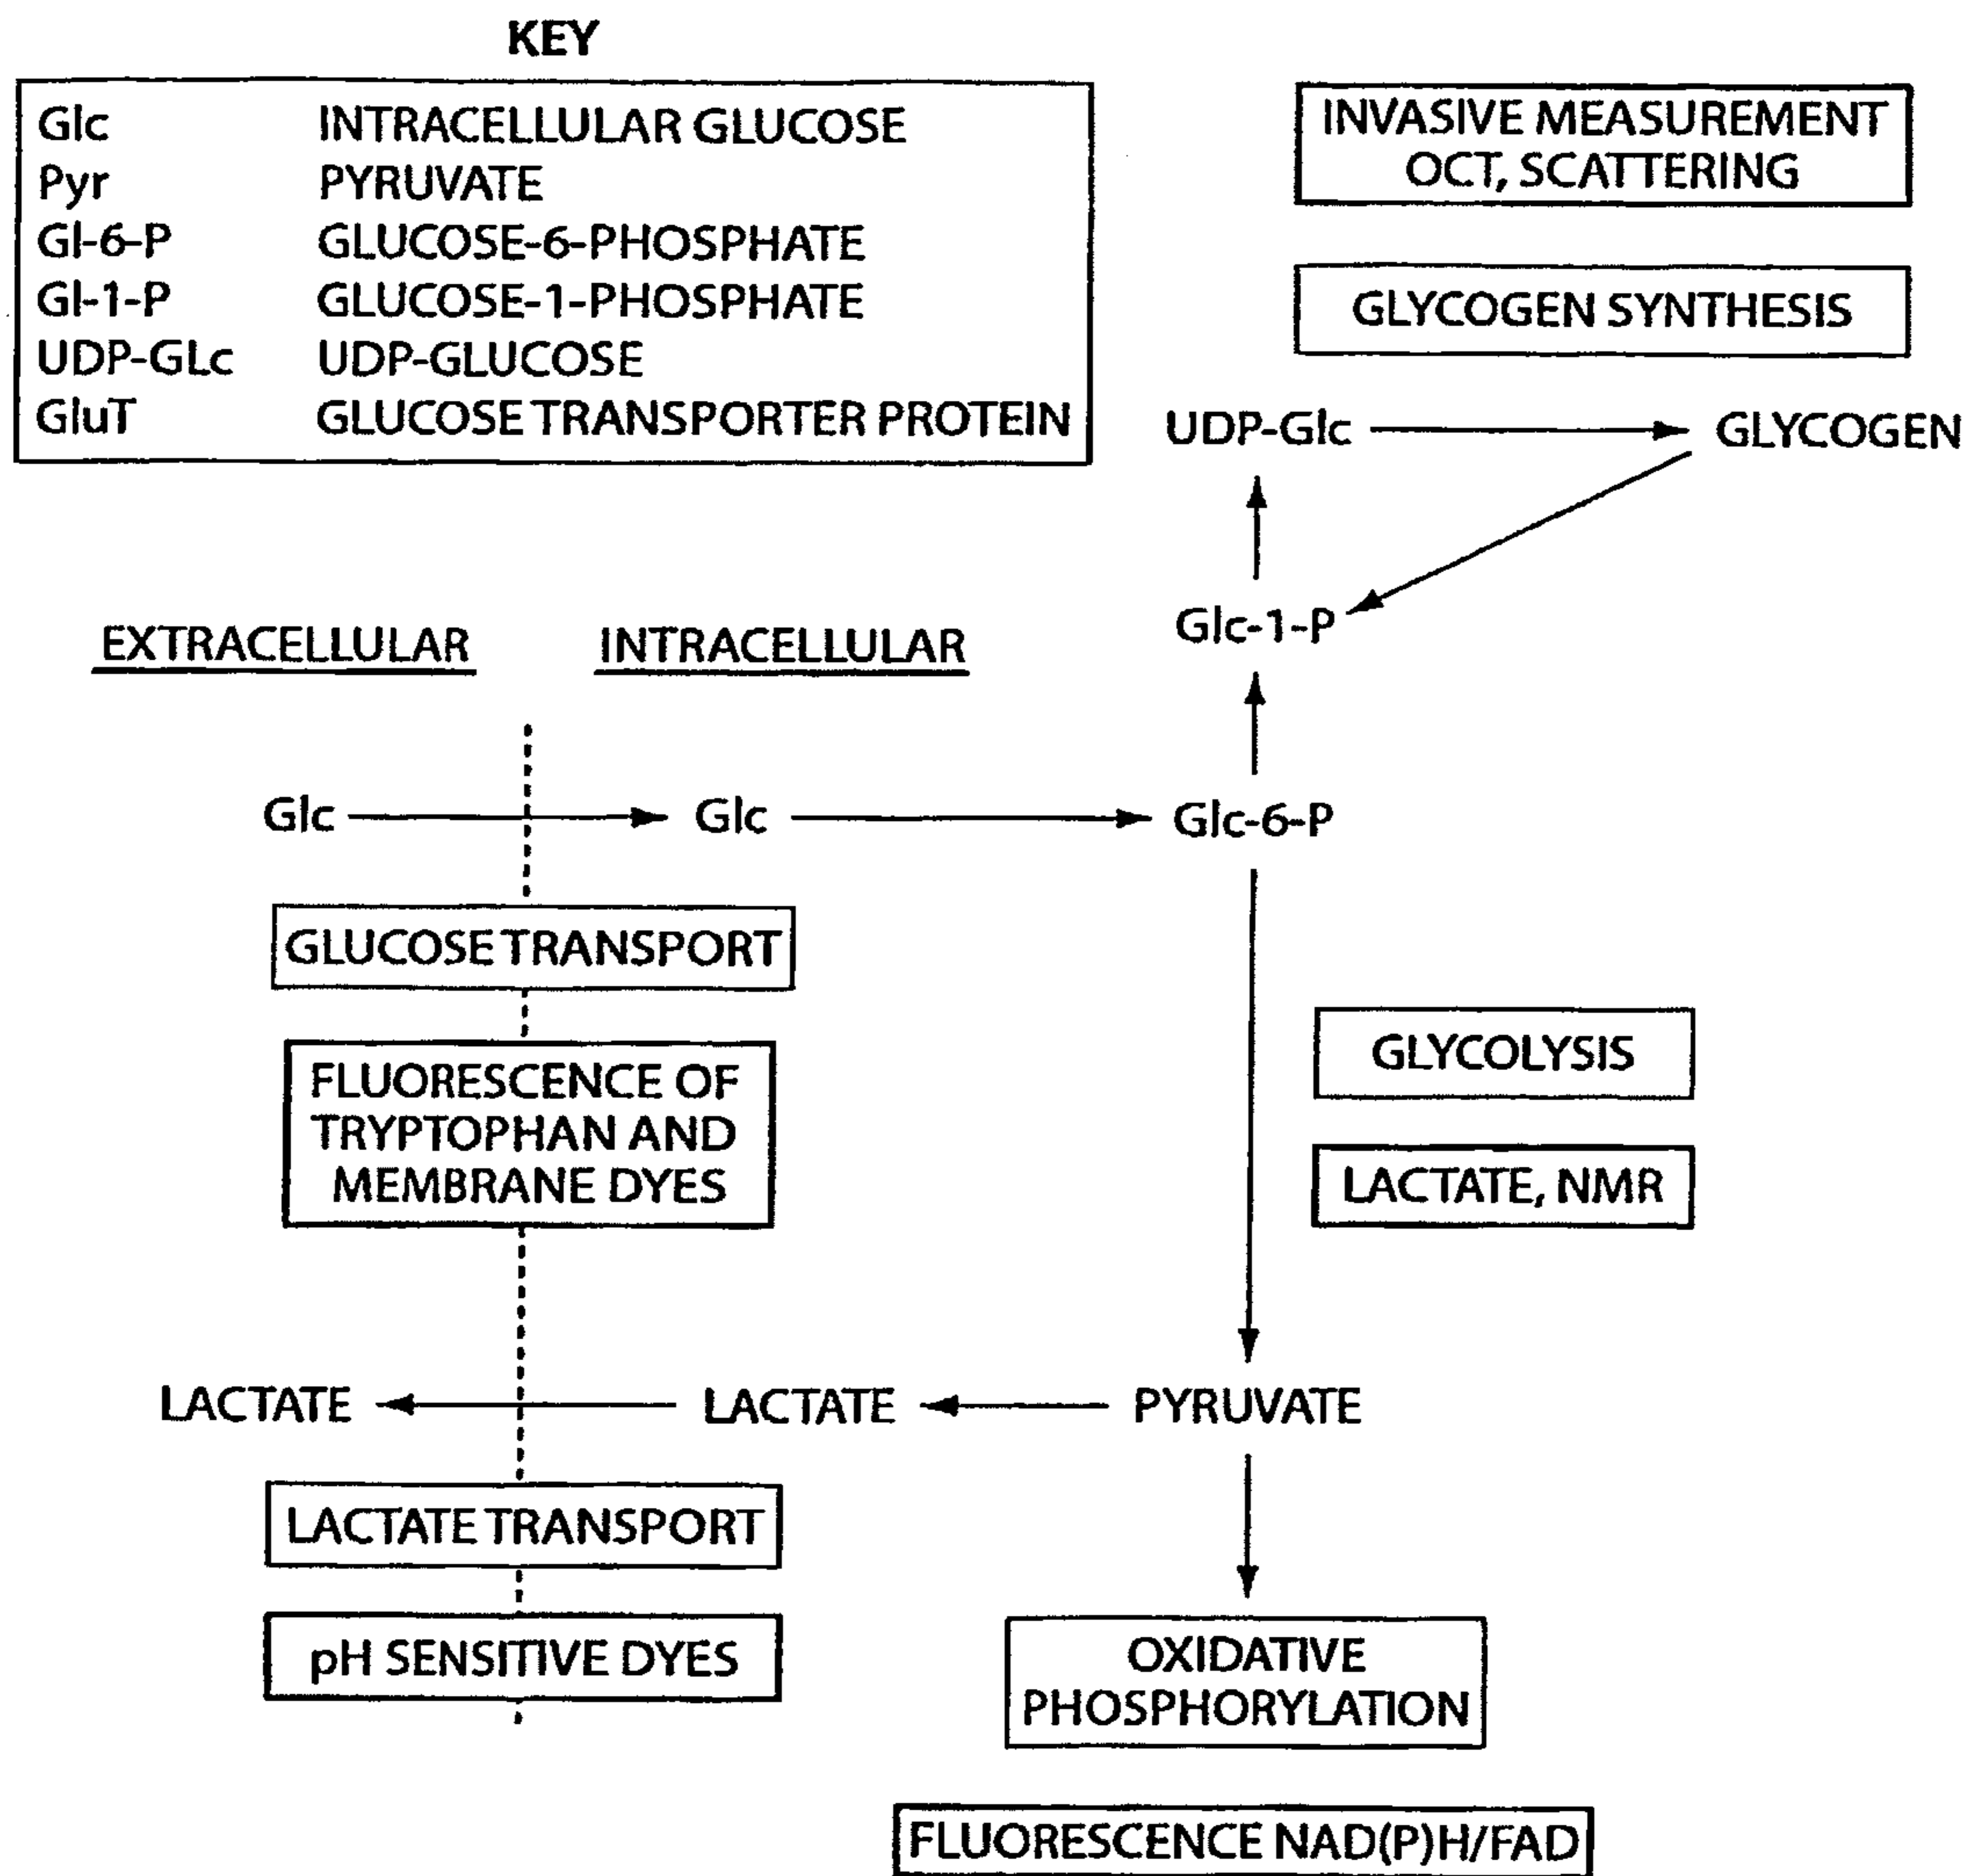 KEY
Glc INTRACELLULAR GLUCOSE
Pyr PYRUVATE
Gl-6-P GLUCOSE-6-PHOSPHATE
Gl-1-P GLUCOSE-1-PHOSPHATE
UDP-GLc UDP-GLUCOSE
GluT GLUCOSE TRANSPORTER PROTEIN
INVASIVE MEASUREMENT
OCT, SCATTERING
GLYCOGEN SYNTHESIS
UDP-Glc GLYCOGEN
Glc-1-P
EXTRACELLULAR INTRACELLULAR
Glc Glc Glc-6-P
GLUCOSE TRANSPORT
FLUORESCENCE OF
TRYPTOPHAN AND
MEMBRANE DYES
GLYCOLYSIS
LACTATE, NMR
LACTATE LACTATE PYRUVATE
LACTATE TRANSPORT
pH SENSITIVE DYES
OXIDATIVE
PHOSPHORYLATION
FLUORESCENCE NAD(P)H/FAD